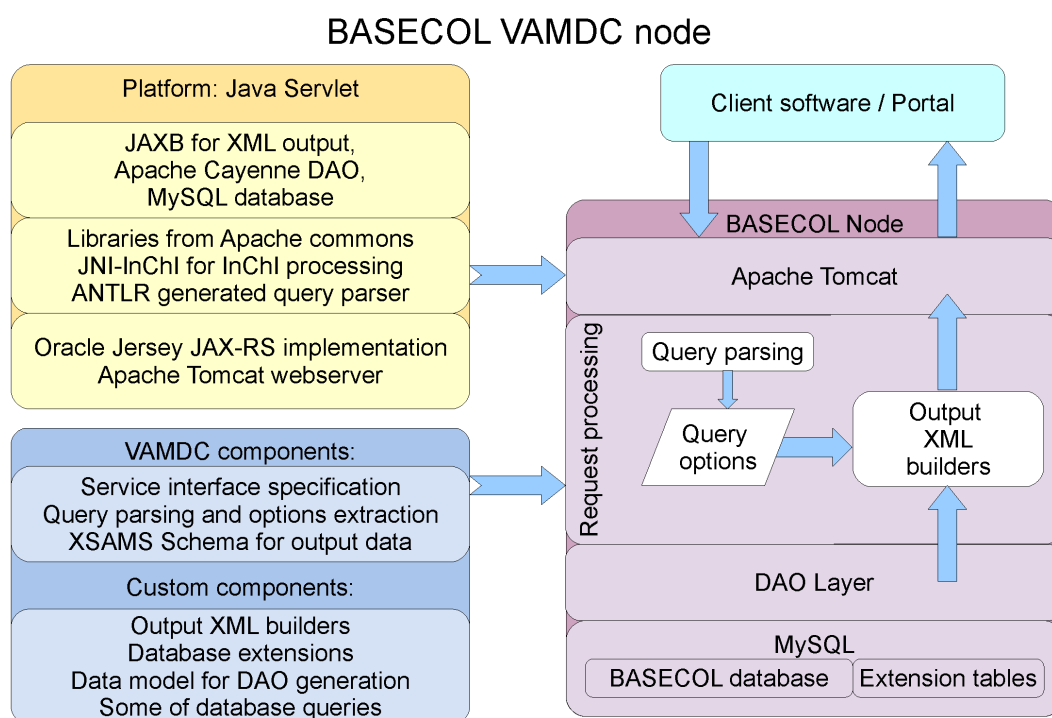 BASECOL VAMDC node
Platform: Java Servlet
JAXB for XML output,
Apache Cayenne DAO,
MySQL database
Libraries from Apache commons
JNI-InChI for InChI processing
ANTLR generated query parser
Oracle Jersey JAX-RS implementation
Apache Tomcat webserver
VAMDC components:
Service interface specification
Query parsing and options extraction
XSAMS Schema for output data
Custom components:
Output XML builders
Database extensions
Data model for DAO generation
Some of database queries
Client software / Portal
BASECOL Node
Apache Tomcat
Request processing
Query parsing
Query
options
Output
XML
builders
DAO Layer
MySQL
BASECOL database
Extension tables